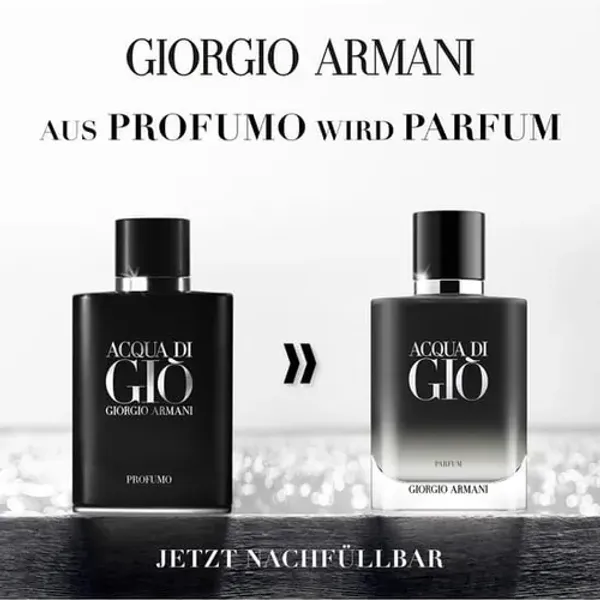 GIORGIO ARMANI
AUS PROFUMO WIRD PARFUM
ACQUA DI
GIÒ
GIORGIO ARMANI
PROFUMO
ACQUA DI
GIÒ
PARFUM
GIORGIO ARMANI
JETZT NACHFÜLLBAR